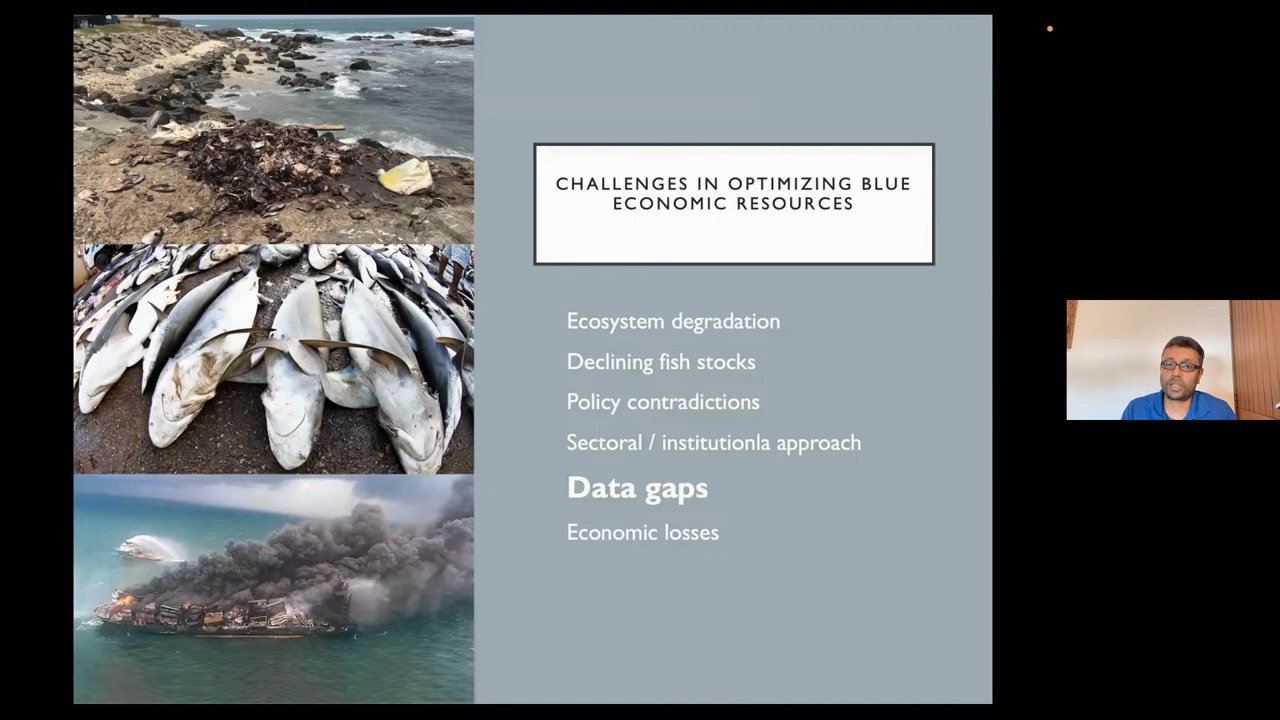 CHALLENGES IN OPTIMIZING BLUE
ECONOMIC RESOURCES
Ecosystem degradation
Declining fish stocks
Policy contradictions
Sectoral / institutionla approach
Data gaps
Economic losses